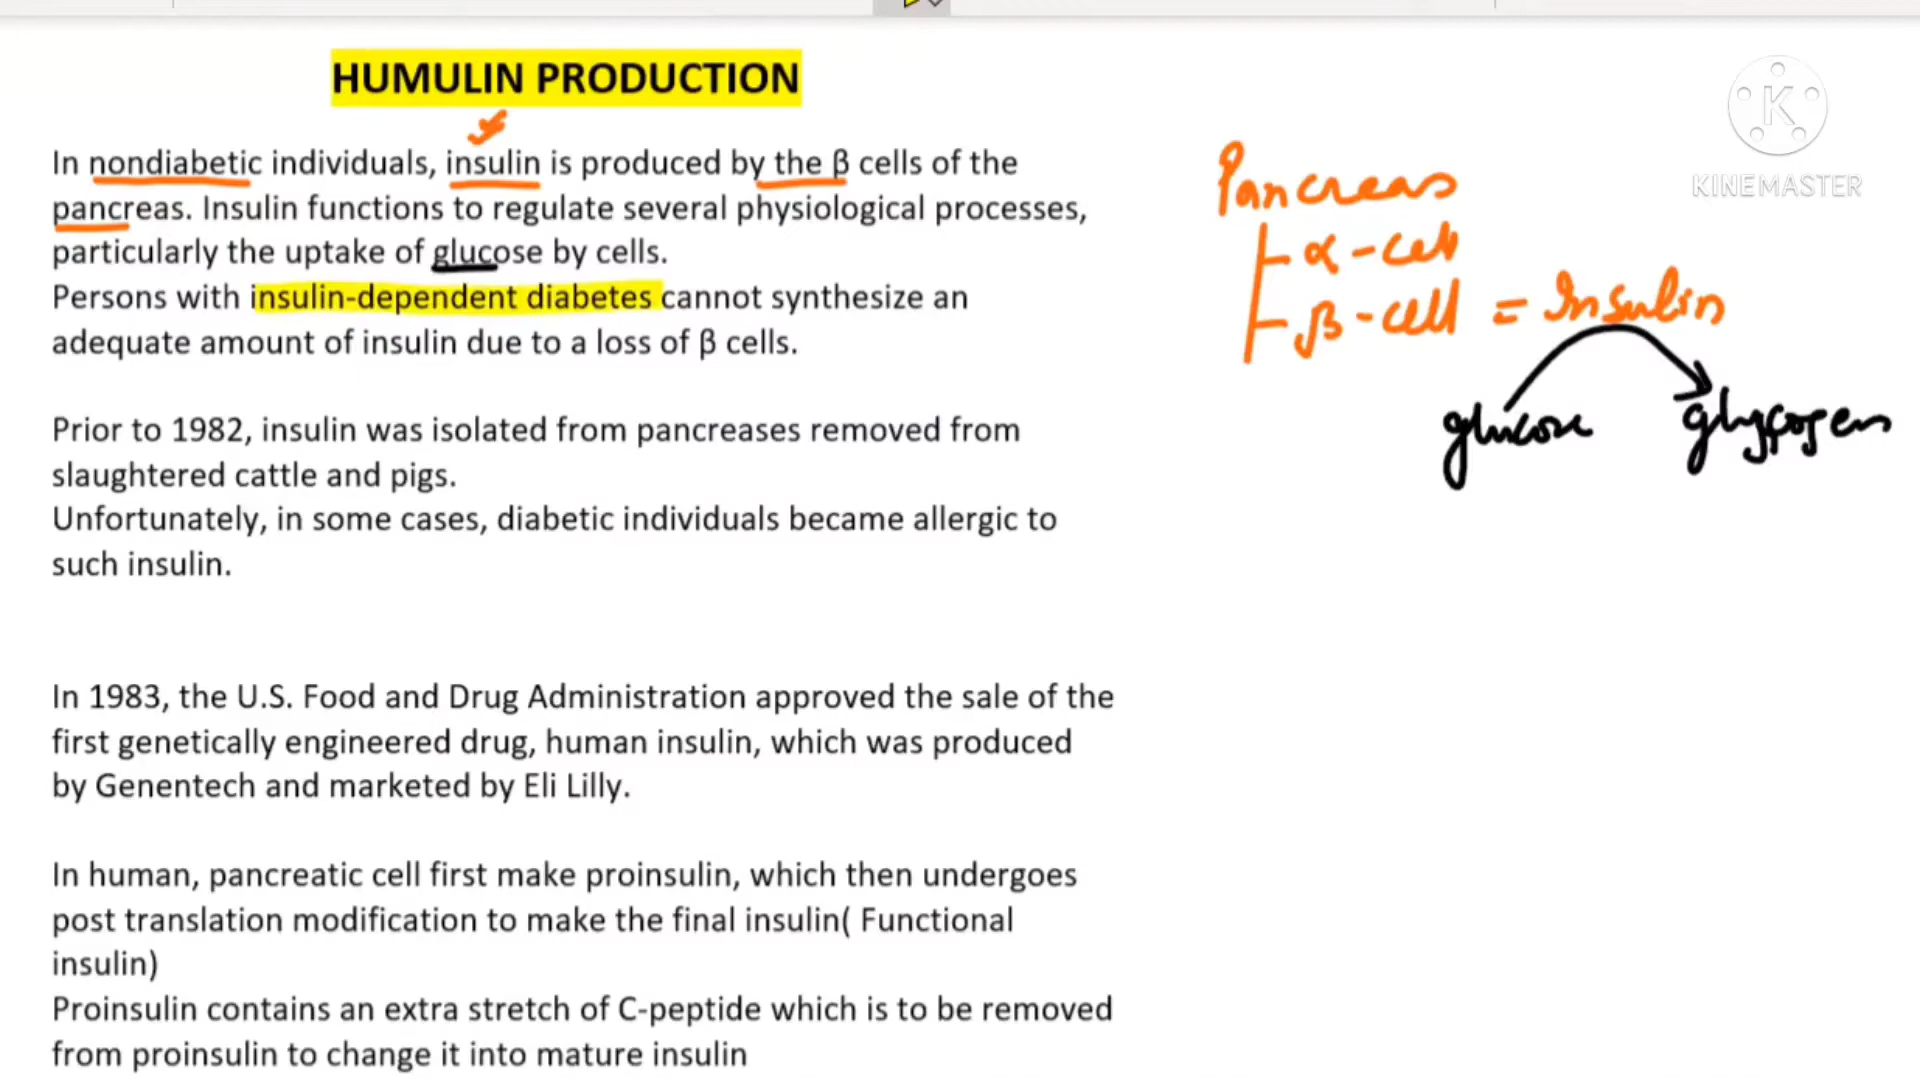 HUMULIN PRODUCTION
In nondiabetic individuals, insulin is produced by the β cells of the
pancreas. Insulin functions to regulate several physiological processes,
particularly the uptake of glucose by cells.
Persons with insulin-dependent diabetes cannot synthesize an
adequate amount of insulin due to a loss of β cells.
Prior to 1982, insulin was isolated from pancreases removed from
slaughtered cattle and pigs.
Unfortunately, in some cases, diabetic individuals became allergic to
such insulin.
In 1983, the U.S. Food and Drug Administration approved the sale of the
first genetically engineered drug, human insulin, which was produced
by Genentech and marketed by Eli Lilly.
In human, pancreatic cell first make proinsulin, which then undergoes
post translation modification to make the final insulin( Functional
insulin)
Proinsulin contains an extra stretch of C-peptide which is to be removed
from proinsulin to change it into mature insulin
Pancreas
α-cell
β-cell = Insulin
glucose glycogen
K
KINEMASTER